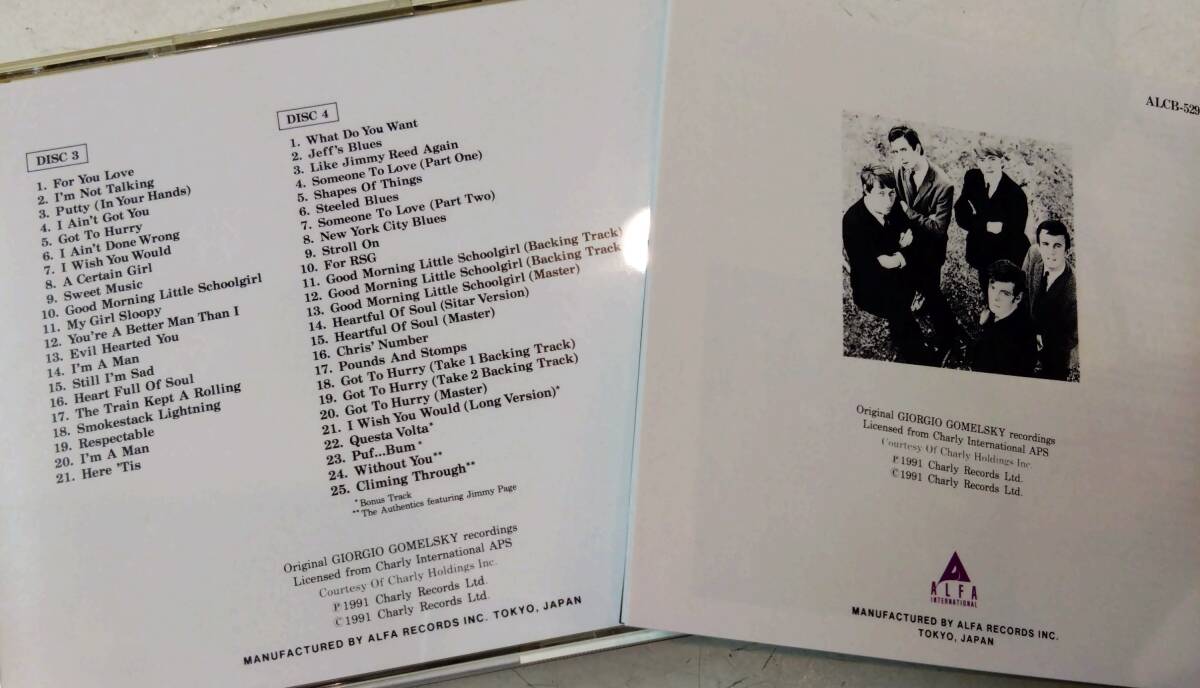 DISC 3
1. For You Love
2. I'm Not Talking
3. Putty (In Your Hands)
4. I Ain't Got You
5. Got To Hurry
6. I Ain't Done Wrong
7. I Wish You Would
8. A Certain Girl
9. Sweet Music
10. Good Morning Little Schoolgirl
11. My Girl Sloopy
12. You're A Better Man Than I
13. Evil Hearted You
14. I'm A Man
15. Still I'm Sad
16. Heart Full Of Soul
17. The Train Kept A Rolling
18. Smokestack Lightning
19. Respectable
20. I'm A Man
21. Here 'Tis
DISC 4
1. What Do You Want
2. Jeff's Blues
3. Like Jimmy Reed Again
4. Someone To Love (Part One)
5. Shapes Of Things
6. Steeled Blues
7. Someone To Love (Part Two)
8. New York City Blues
9. Stroll On
10. For RSG
11. Good Morning Little Schoolgirl (Backing Track)
12. Good Morning Little Schoolgirl (Backing Track
13. Good Morning Little Schoolgirl (Master)
14. Heartful Of Soul (Sitar Version)
15. Heartful Of Soul (Master)
16. Chris' Number
17. Pounds And Stomps
18. Got To Hurry (Take 1 Backing Track)
19. Got To Hurry (Take 2 Backing Track)
20. Got To Hurry (Master)
21. I Wish You Would (Long Version)*
22. Questa Volta*
23. Puf...Bum*
24. Without You**
25. Climing Through**
*Bonus Track
**The Authentics featuring Jimmy Page
Original GIORGIO GOMELSKY recordings
Licensed from Charly International APS
Courtesy Of Charly Holdings Inc.
℗1991 Charly Records Ltd.
©1991 Charly Records Ltd.
MANUFACTURED BY ALFA RECORDS INC. TOKYO, JAPAN
ALCB-529
Original GIORGIO GOMELSKY recordings
Licensed from Charly International APS
Courtesy Of Charly Holdings Inc.
℗1991 Charly Records Ltd.
©1991 Charly Records Ltd.
ALFA
INTERNATIONAL
MANUFACTURED BY ALFA RECORDS INC.
TOKYO, JAPAN